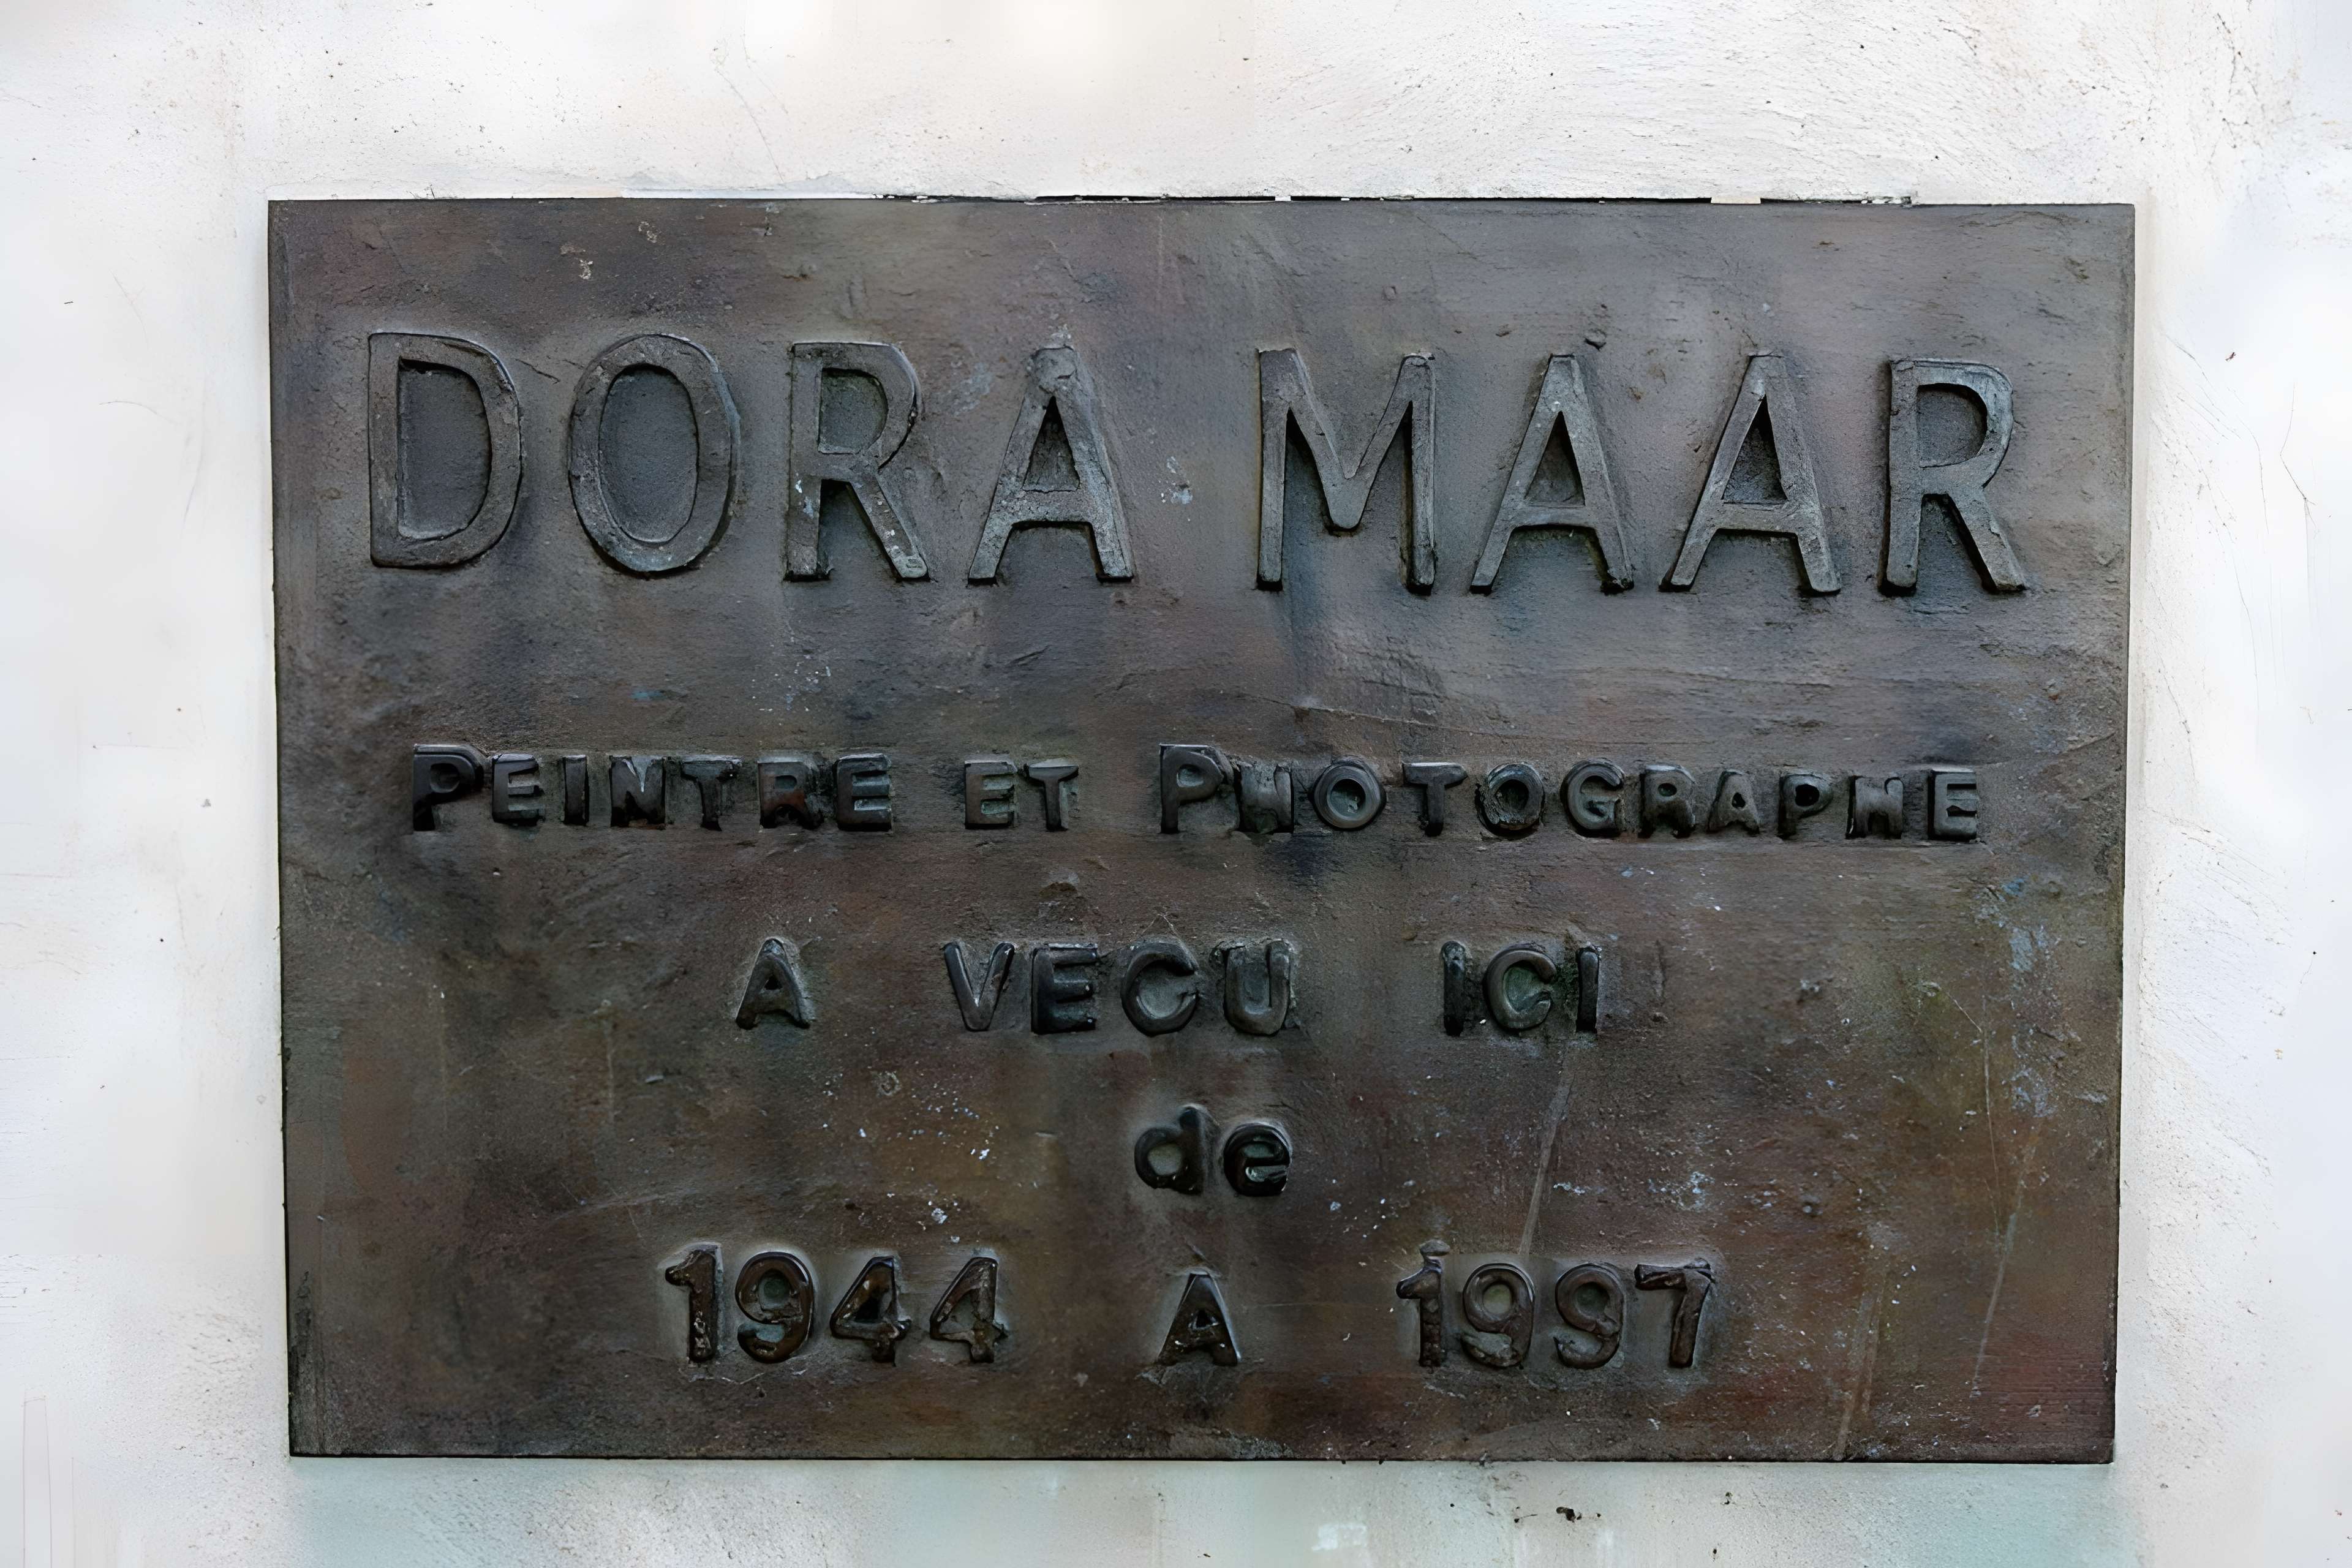 DORA MAAR
PEINTRE ET PHOTOGRAPHE
A VECU ICI
de
1944 A 1997